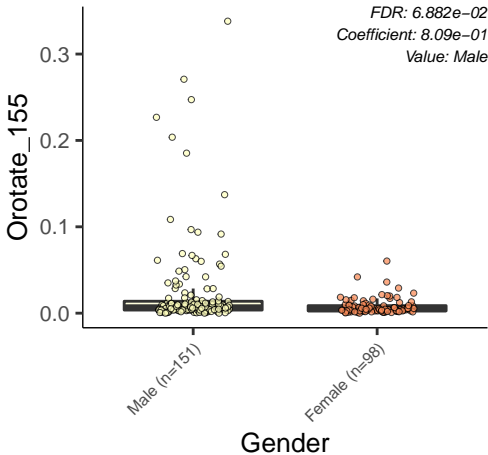 FDR: 6.882e−02
Coefficient: 8.09e−01
Value: Male
Orotate_155
0.3
0.2
0.1
0.0
Male (n=151)
Female (n=98)
Gender